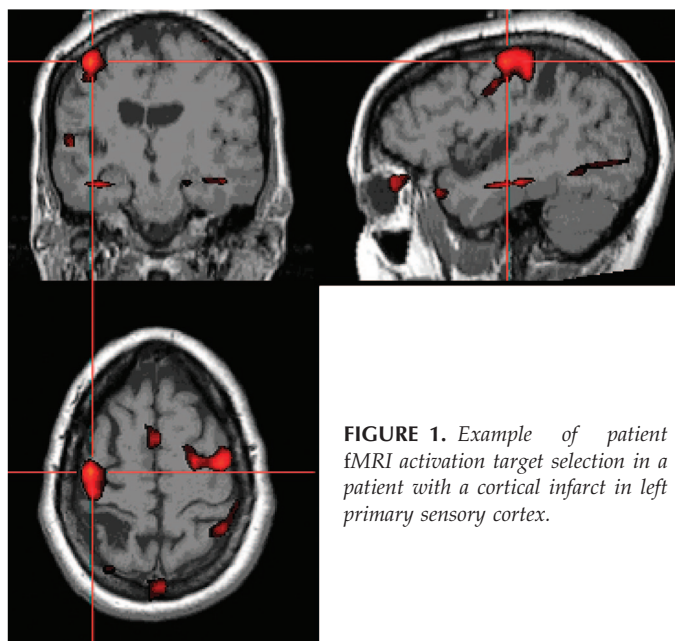 FIGURE 1. Example of patient
fMRI activation target selection in a
patient with a cortical infarct in left
primary sensory cortex.